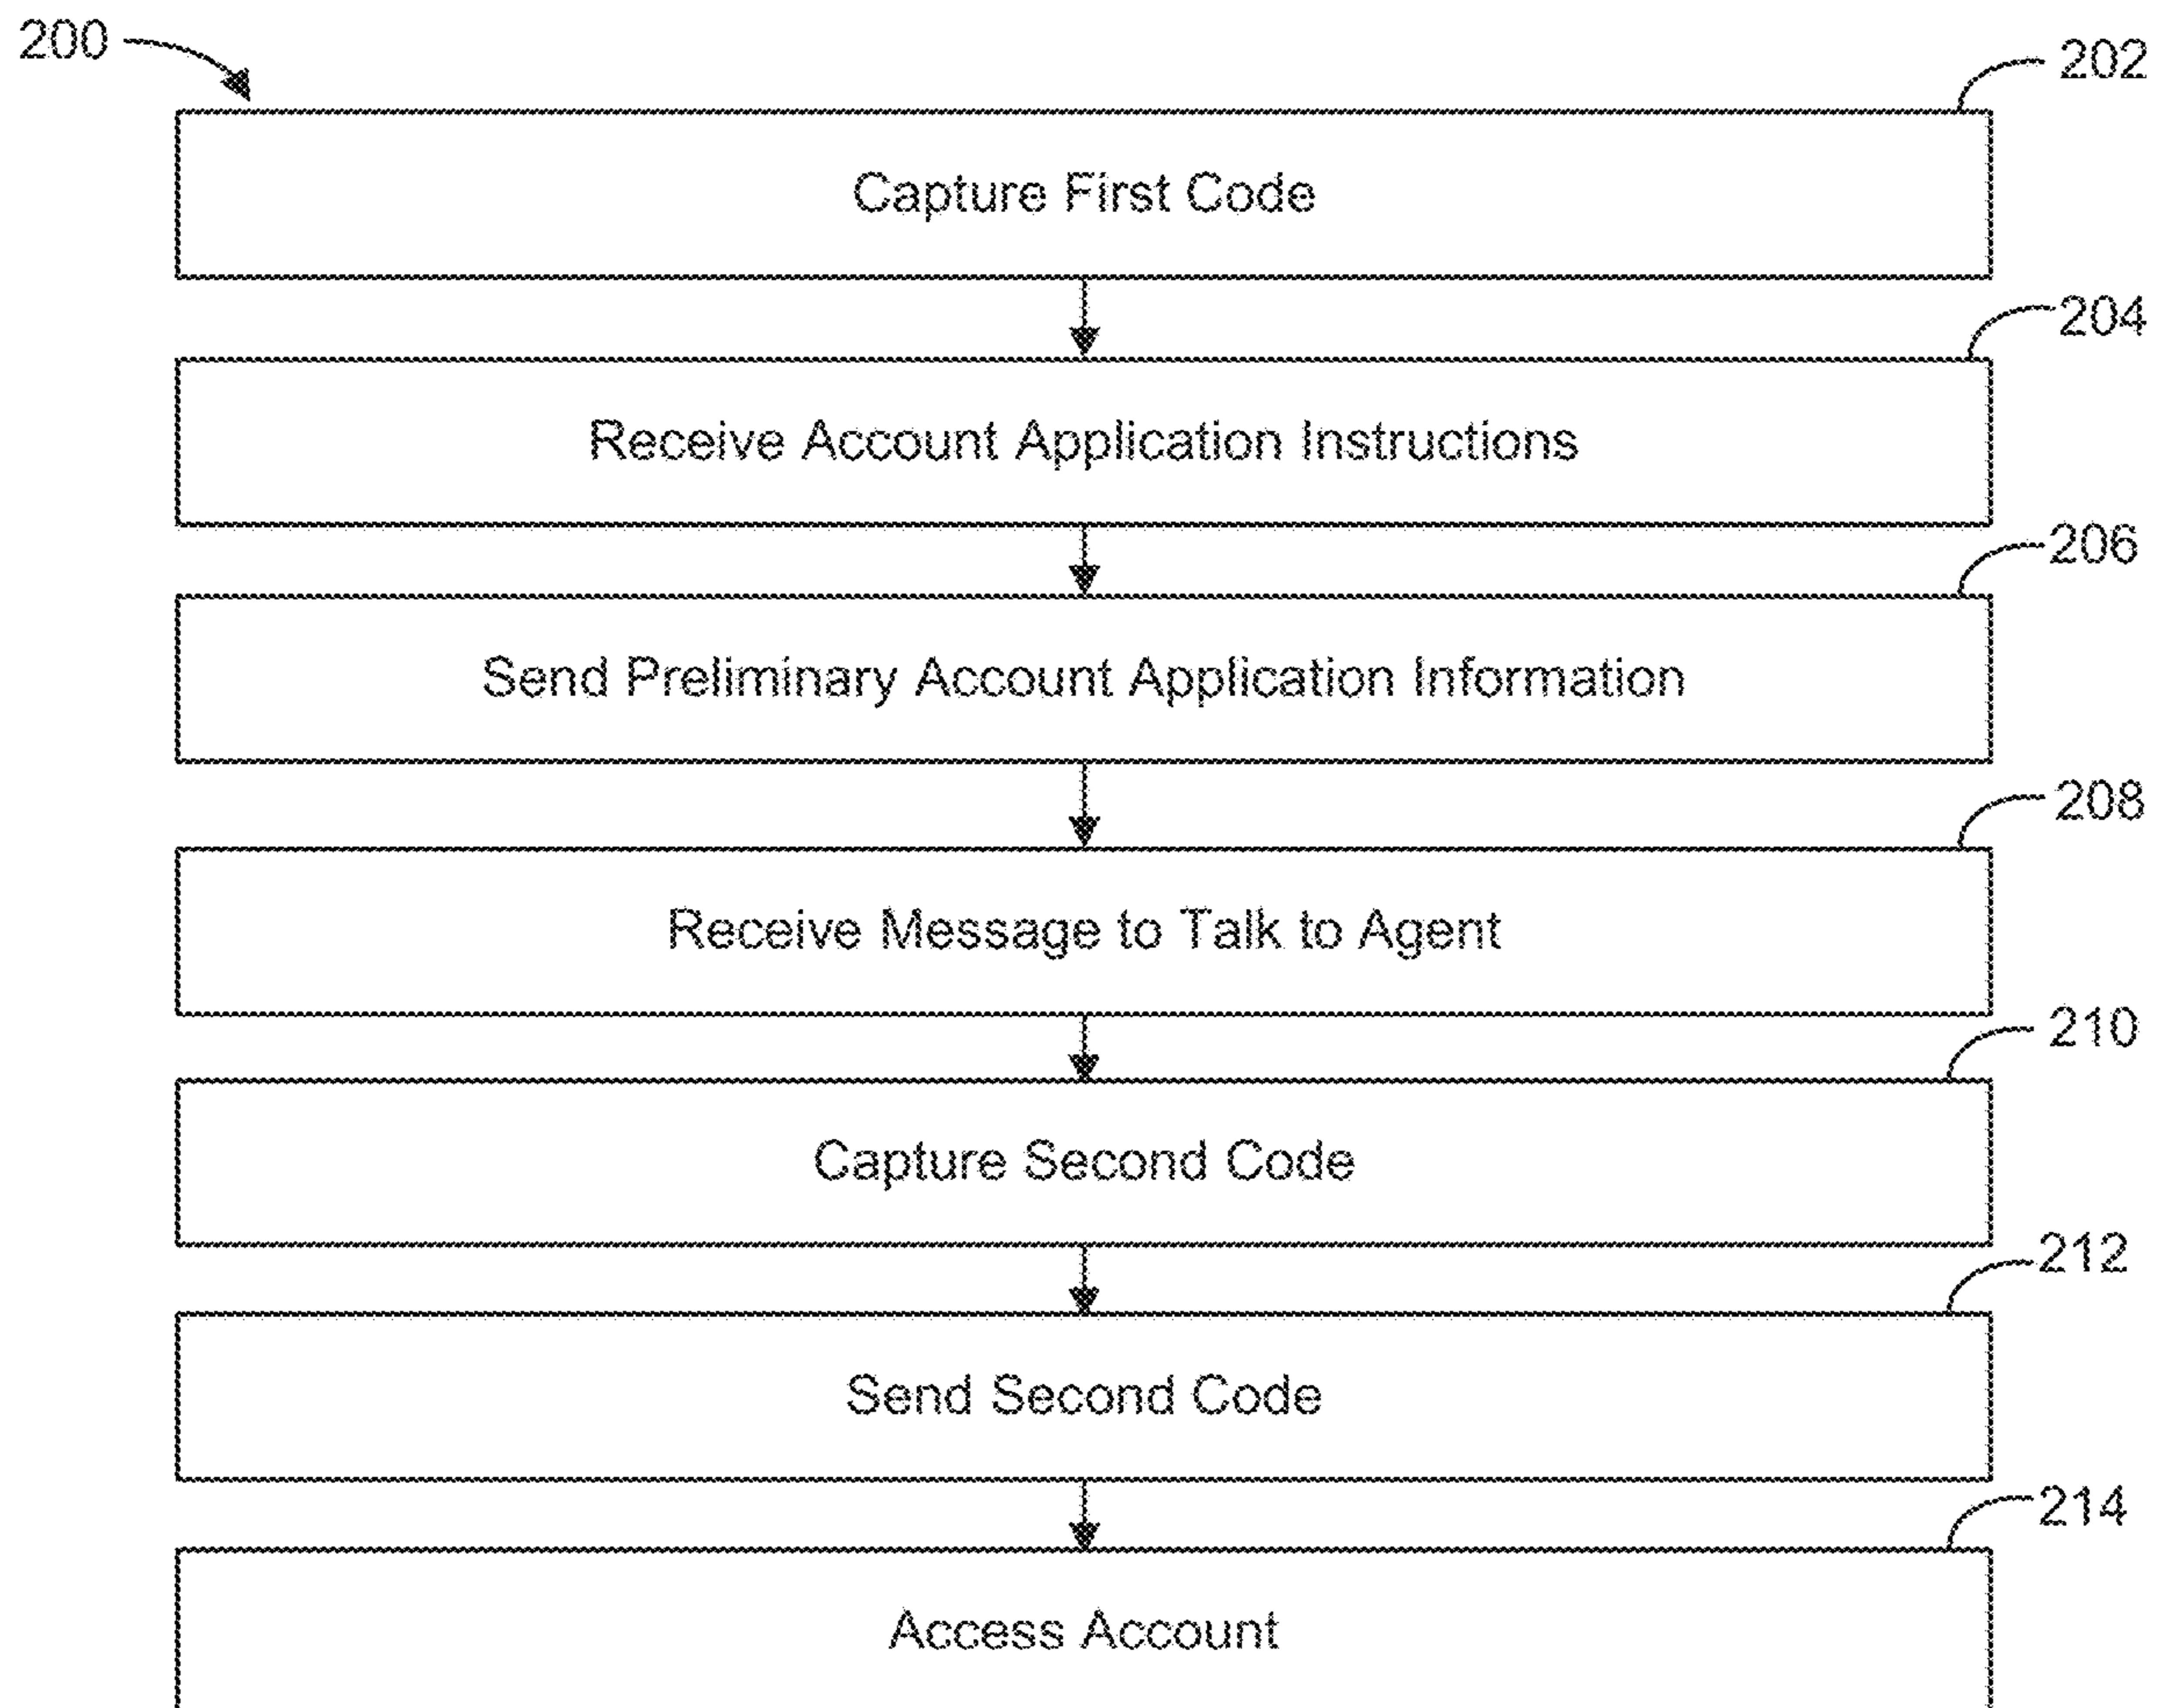 200
202
Capture First Code
204
Receive Account Application Instructions
206
Send Preliminary Account Application Information
208
Receive Message to Talk to Agent
210
Capture Second Code
212
Send Second Code
214
Access Account